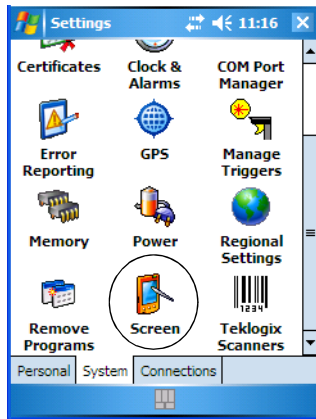 Settings 11:16
Certificates Clock & Alarms COM Port Manager
Error Reporting GPS Manage Triggers
Memory Power Regional Settings
1234
Remove Programs Screen Teklogix Scanners
Personal System Connections